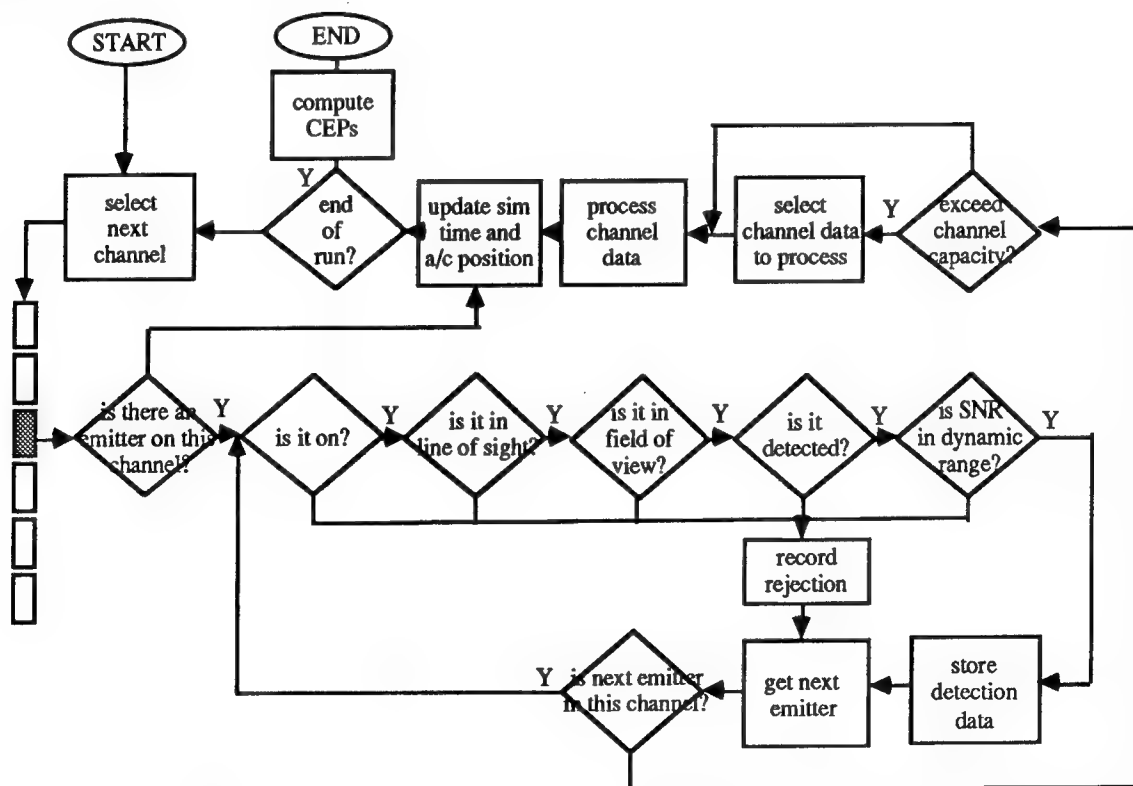 START
END
compute
CEPs
Y
select
next
channel
end
of
run?
update sim
time and
a/c position
process
channel
data
select
channel data
to process
Y
exceed
channel
capacity?
is there an
emitter on this
channel?
Y
is it on?
Y
is it in
line of sight?
Y
is it in
field of
view?
Y
is it
detected?
Y
is SNR
in dynamic
range?
Y
record
rejection
Y
is next emitter
in this channel?
get next
emitter
store
detection
data